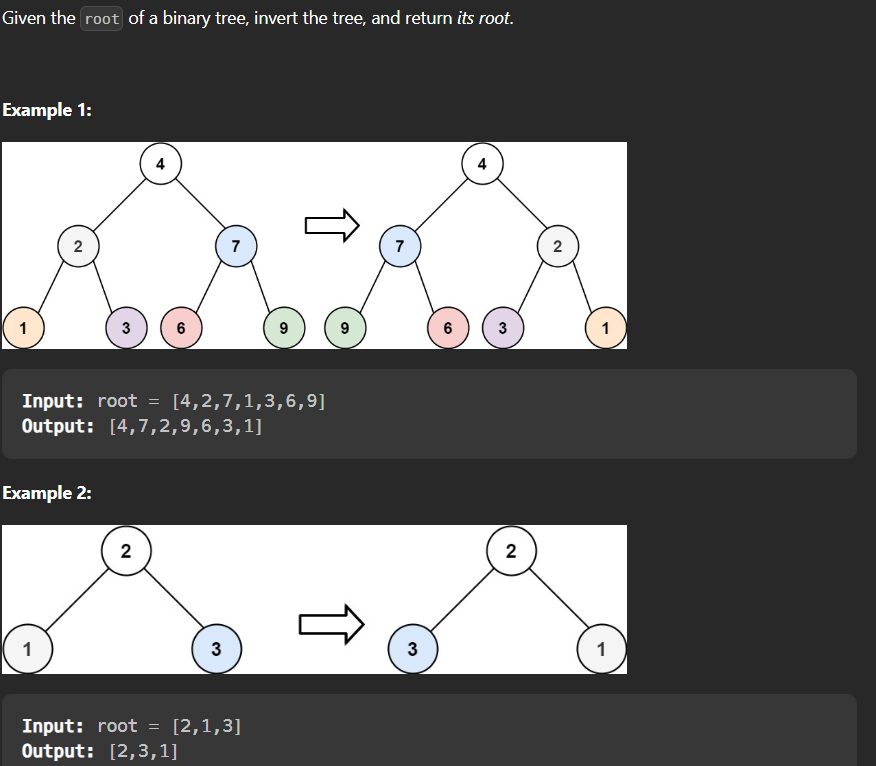 Given the root of a binary tree, invert the tree, and return its root.
Example 1:
4 4
2 7 7 2
1 3 6 9 9 6 3 1
Input: root = [4,2,7,1,3,6,9]
Output: [4,7,2,9,6,3,1]
Example 2:
2 2
1 3 3 1
Input: root = [2,1,3]
Output: [2,3,1]